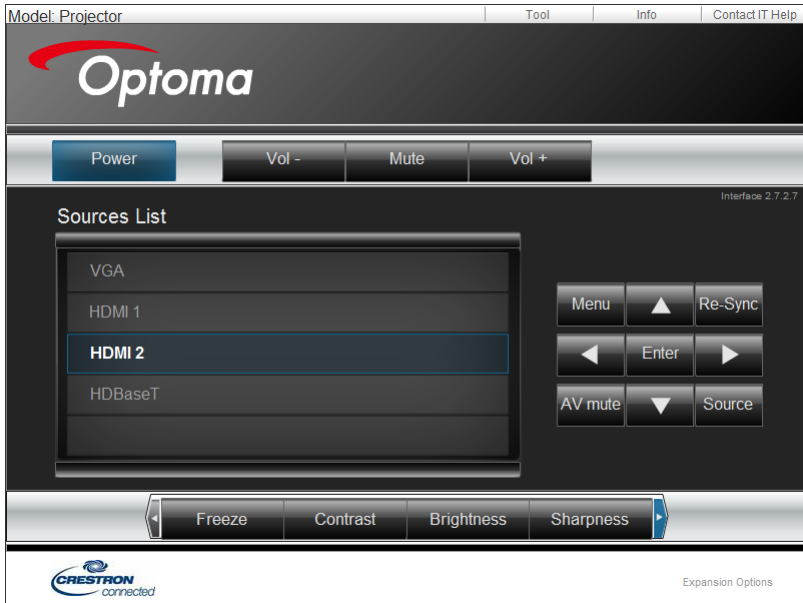 Model: Projector Tool Info Contact IT Help
Optoma
Power Vol - Mute Vol +
Interface 2.7.2.7
Sources List
VGA
HDMI 1
HDMI 2
HDBaseT
Menu Re-Sync
Enter
AV mute Source
Freeze Contrast Brightness Sharpness
CRESTRON
connected
Expansion Options